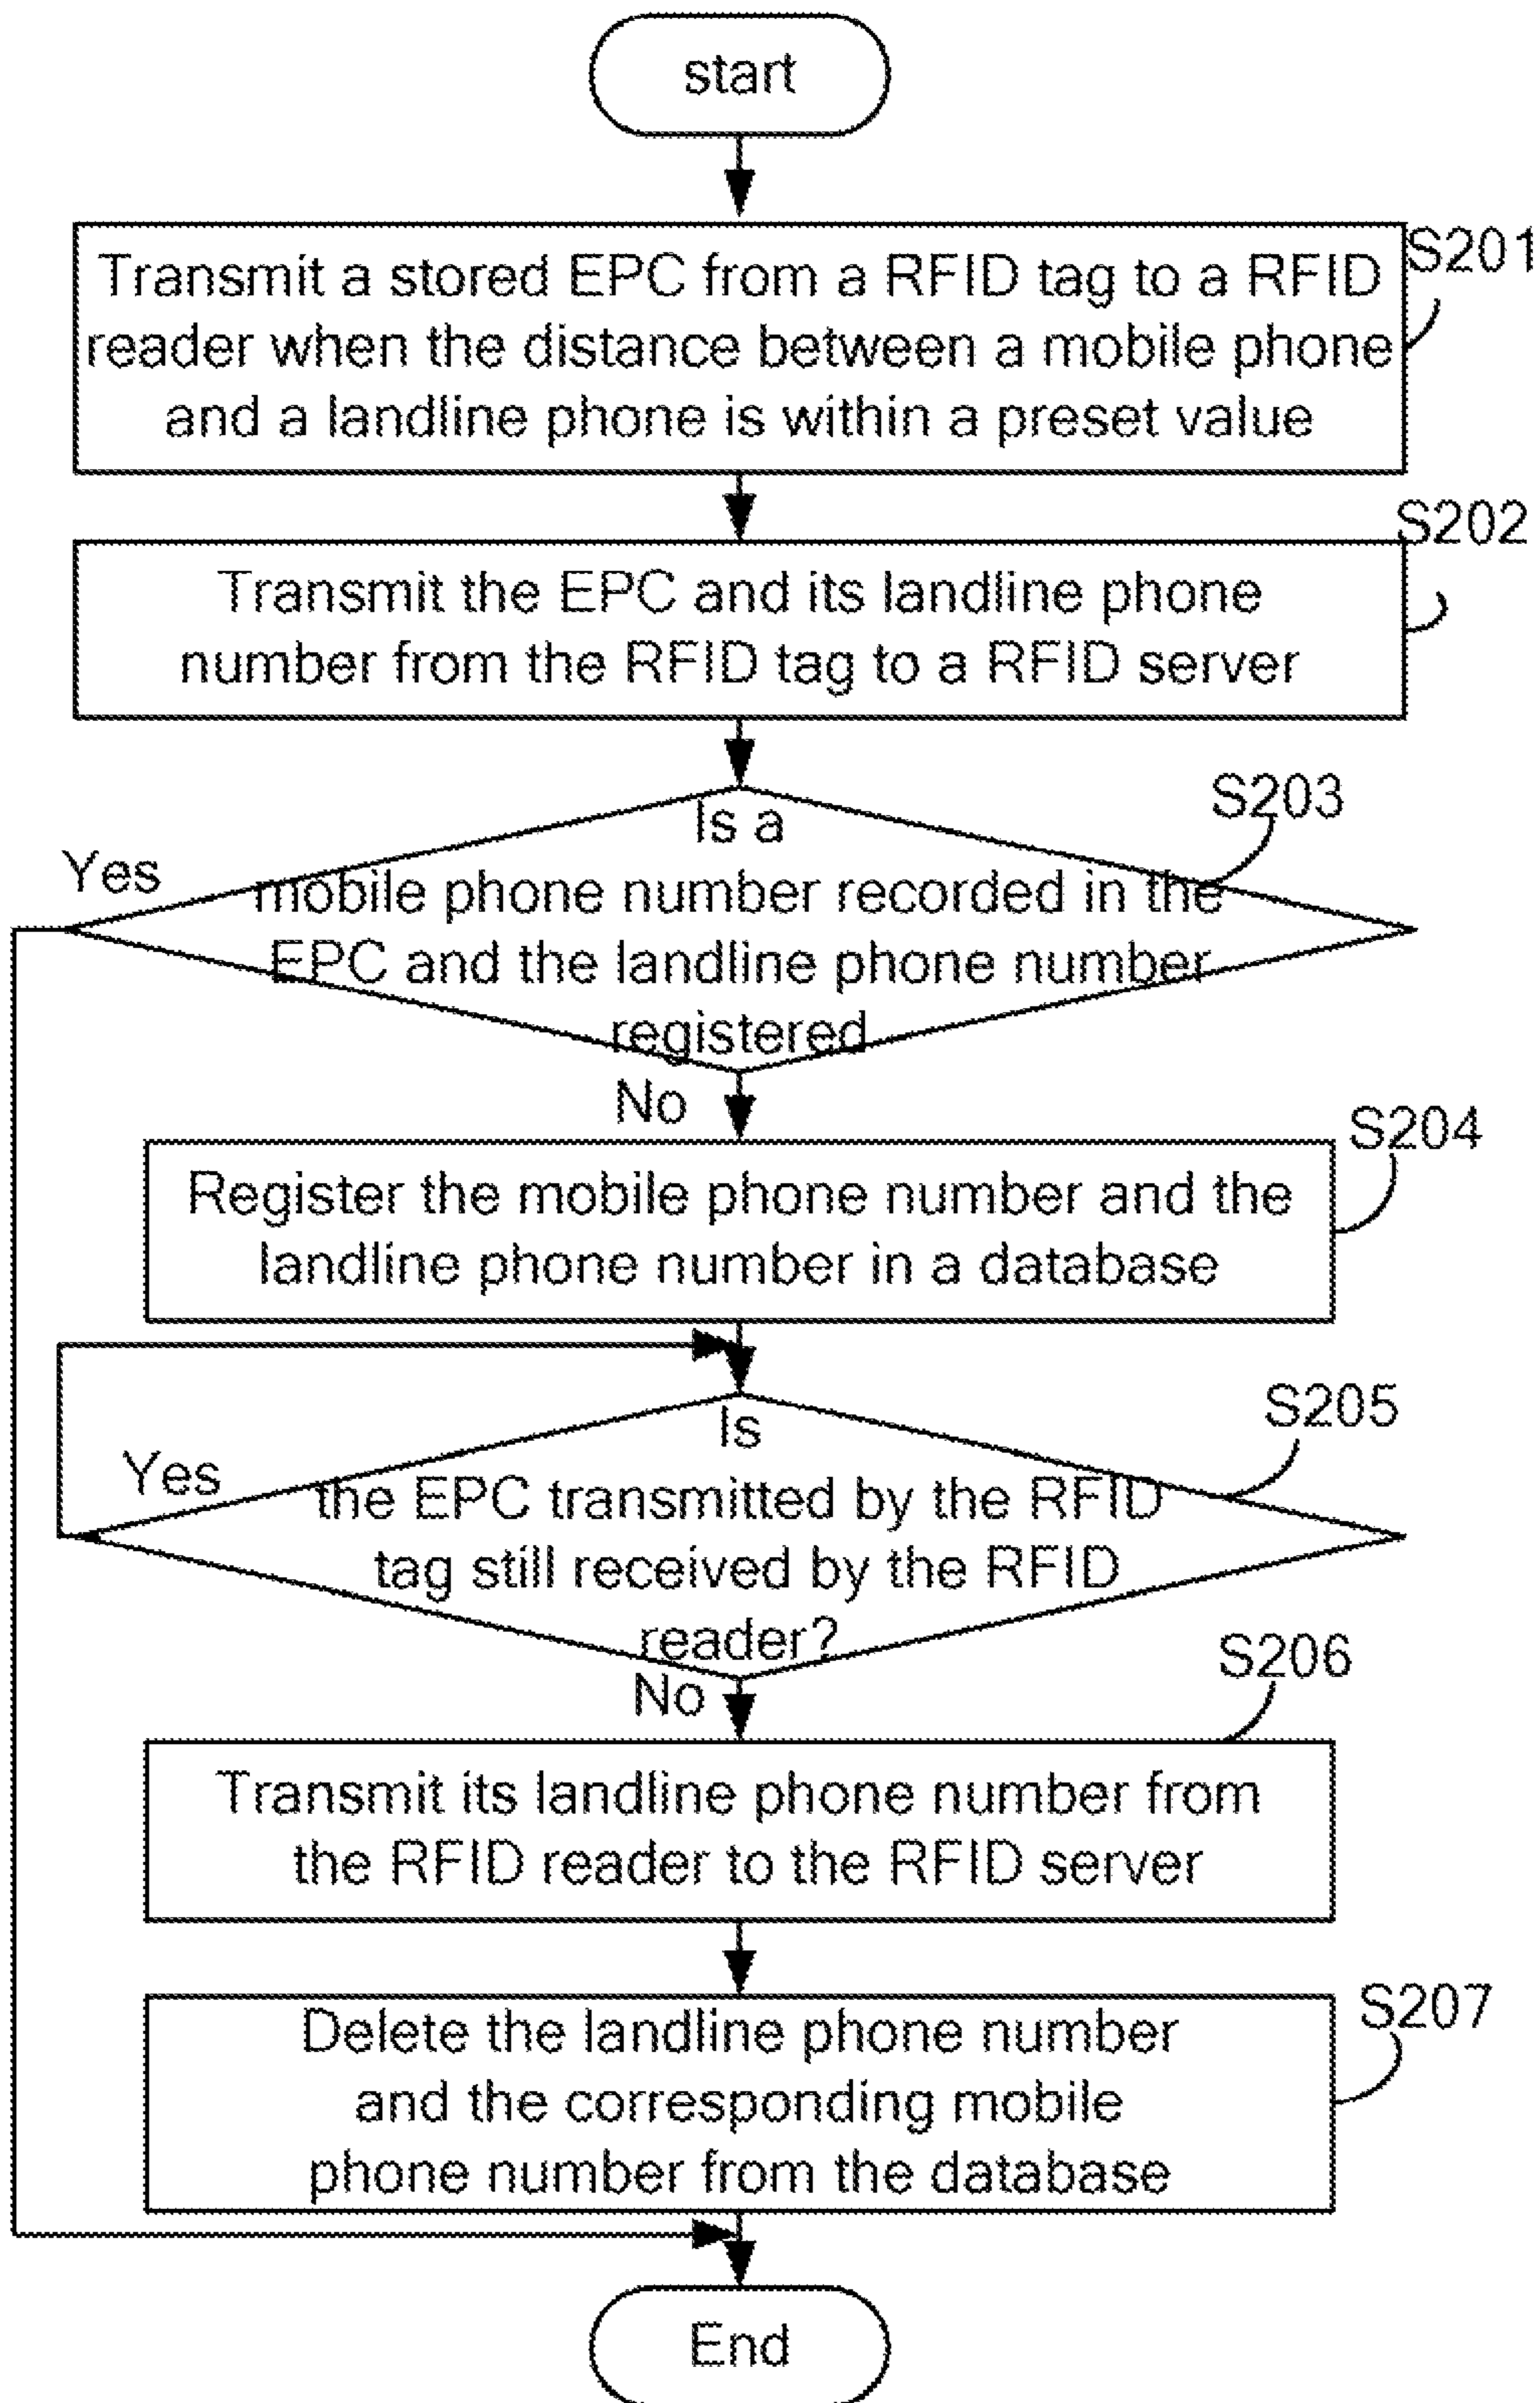 start
Transmit a stored EPC from a RFID tag to a RFID
reader when the distance between a mobile phone
and a landline phone is within a preset value
S201
Transmit the EPC and its landline phone
number from the RFID tag to a RFID server
S202
Is a
mobile phone number recorded in the
EPC and the landline phone number
registered
S203
Yes
No
Register the mobile phone number and the
landline phone number in a database
S204
Is
the EPC transmitted by the RFID
tag still received by the RFID
reader?
S205
Yes
No
Transmit its landline phone number from
the RFID reader to the RFID server
S206
Delete the landline phone number
and the corresponding mobile
phone number from the database
S207
End